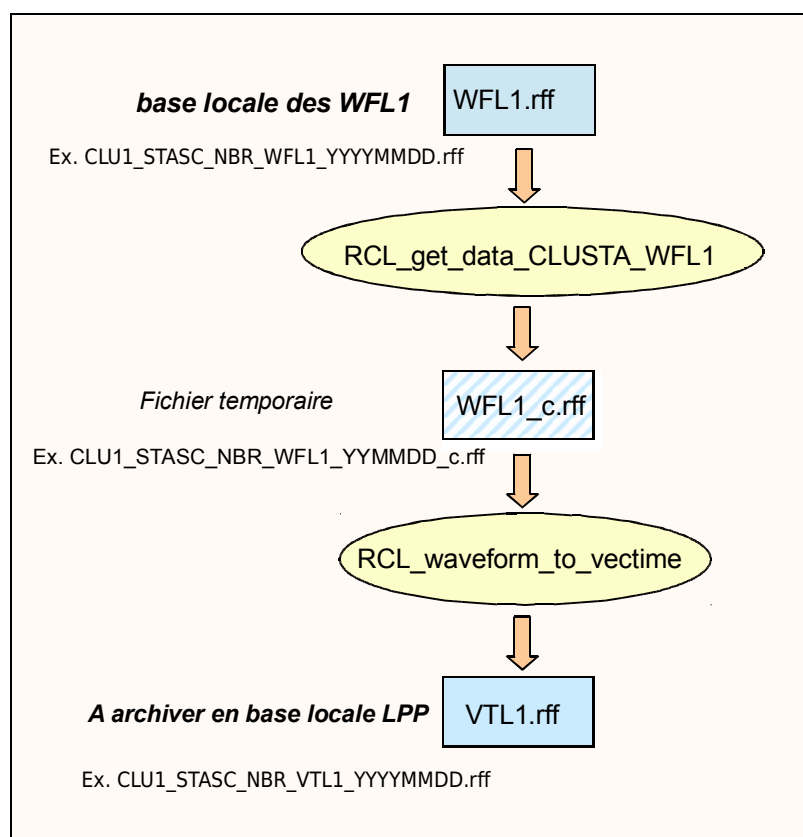 base locale des WFL1
WFL1.rff
Ex. CLU1_STASC_NBR_WFL1_YYYYMMDD.rff
RCL_get_data_CLUSTA_WFL1
Fichier temporaire
WFL1_c.rff
Ex. CLU1_STASC_NBR_WFL1_YYMMDD_c.rff
RCL_waveform_to_vectime
A archiver en base locale LPP
VTL1.rff
Ex. CLU1_STASC_NBR_VTL1_YYYYMMDD.rff